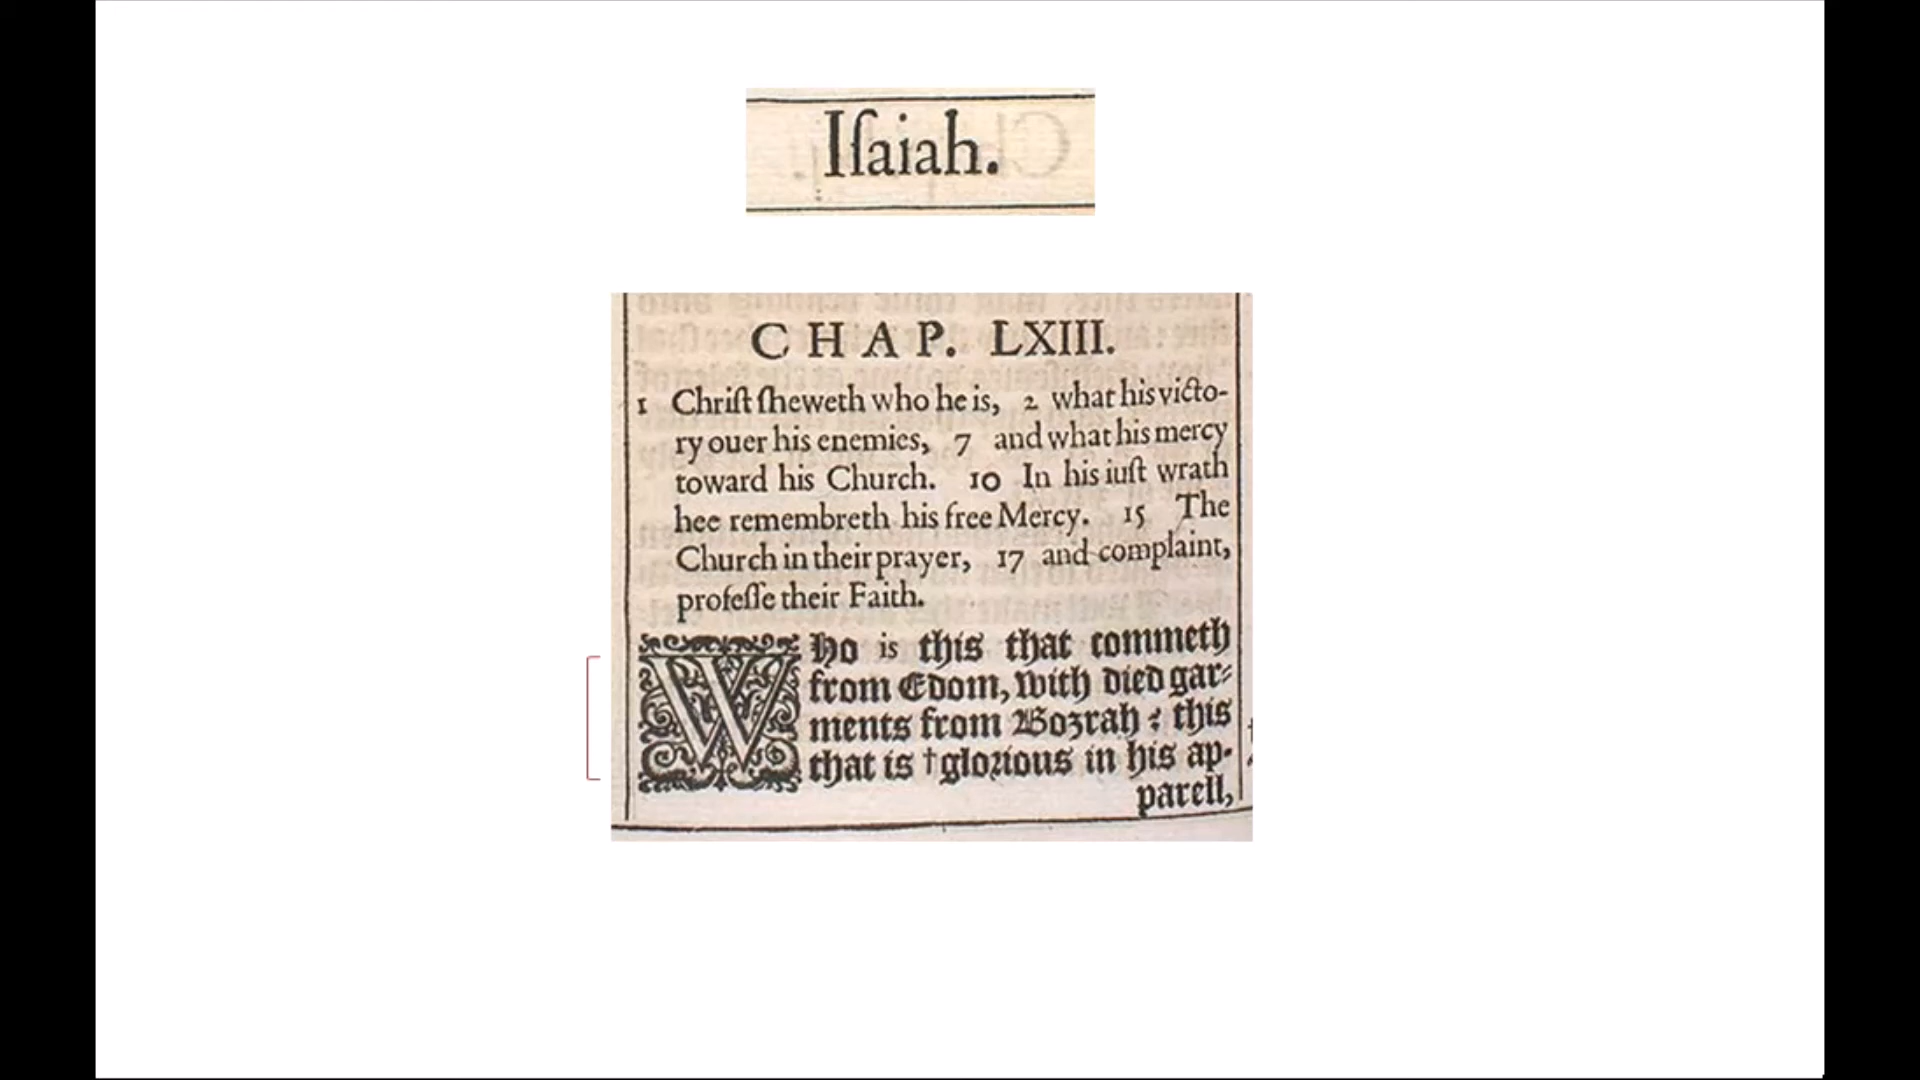 Iſaiah.
CHAP. LXIII.
1 Chriſt ſheweth who he is, 2 what his victo-
ry ouer his enemies, 7 and what his mercy
toward his Church. 10 In his iuſt wrath
hee remembreth his free Mercy. 15 The
Church in their prayer, 17 and complaint,
profeſſe their Faith.
WHo is this that commeth
from Edom, with died gar-
ments from Bozrah? this
that is †glorious in his ap-
parell,